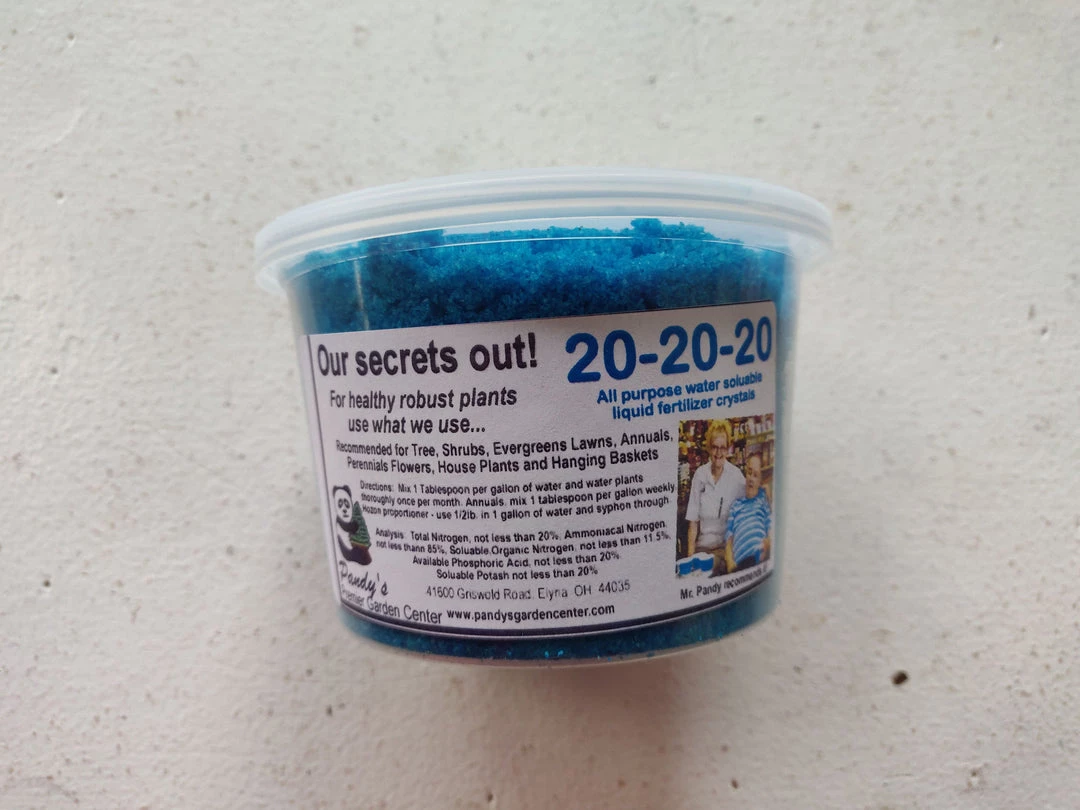 Our secrets out!
20-20-20
All purpose water soluable
liquid fertilizer crystals
For healthy robust plants
use what we use...
Recommended for Tree, Shrubs, Evergreens Lawns, Annuals,
Perennials Flowers, House Plants and Hanging Baskets
Directions: Mix 1 Tablespoon per gallon of water and water plants
thoroughly once per month. Annuals, mix 1 tablespoon per gallon weekly
Hozon proportioner - use 1/2lb. in 1 gallon of water and syphon through.
Analysis Total Nitrogen, not less than 20%, Ammoniacal Nitrogen,
not less thann 85%, Soluable Organic Nitrogen, not less than 11.5%,
Available Phosphoric Acid, not less than 20%
Soluable Potash not less than 20%
Pandy's
Premier Garden Center
41600 Griswold Road, Elyria, OH 44035
www.pandysgardencenter.com
Mr. Pandy recommends